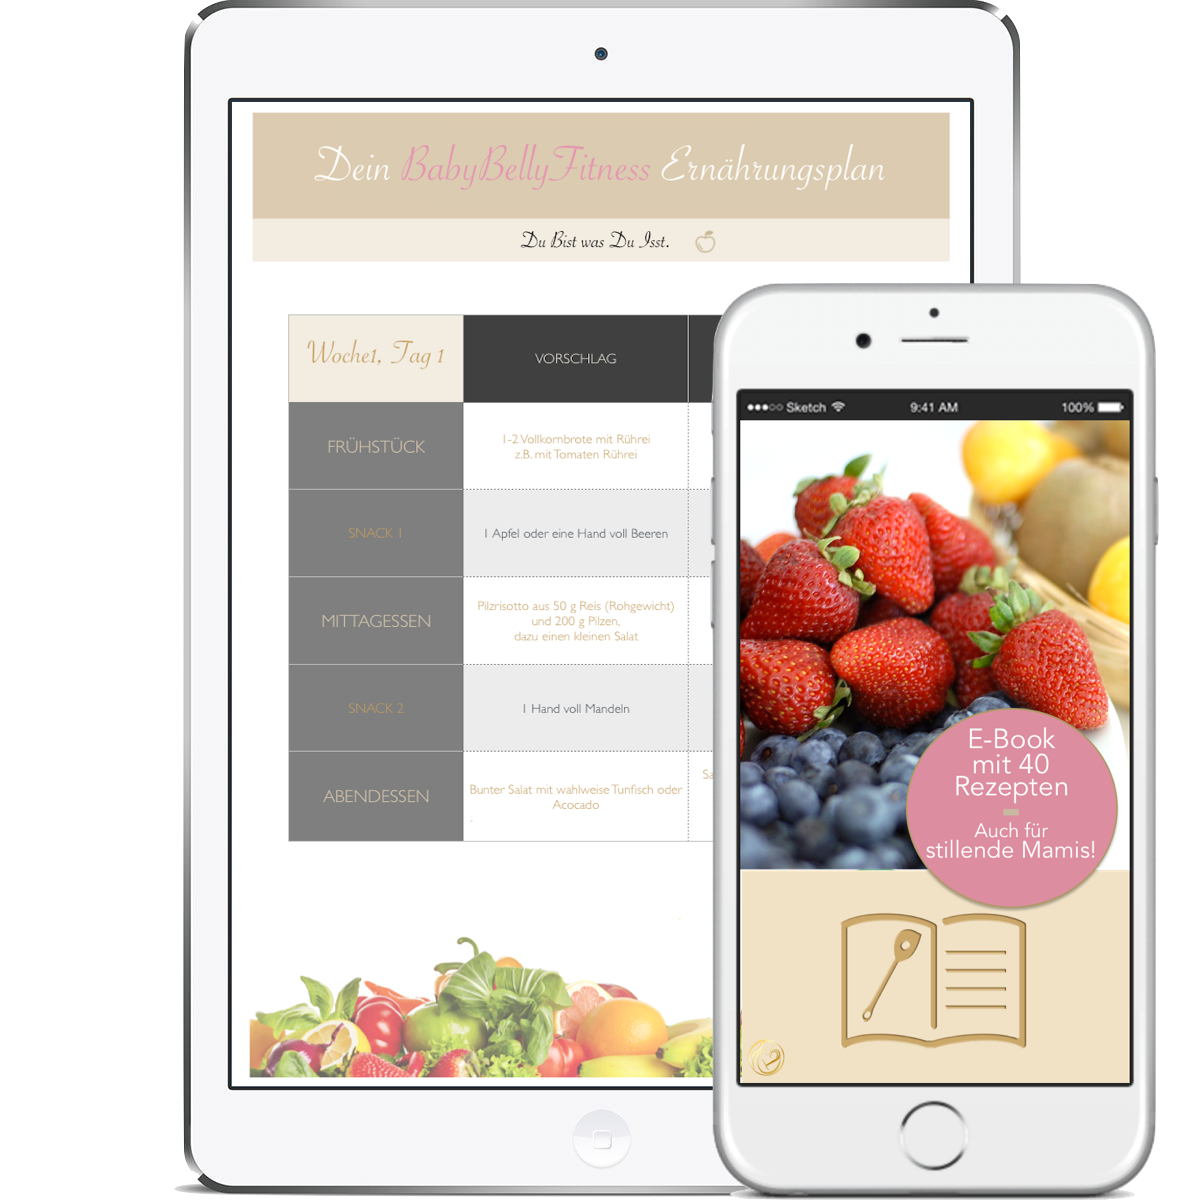 Dein BabyBellyFitness Ernährungsplan
Du Bist was Du Isst.
Woche1, Tag 1
VORSCHLAG
FRÜHSTÜCK
1-2 Vollkornbrote mit Rührei
z.B. mit Tomaten Rührei
SNACK 1
1 Apfel oder eine Hand voll Beeren
MITTAGESSEN
Pilzrisotto aus 50 g Reis (Rohgewicht)
und 200 g Pilzen,
dazu einen kleinen Salat
SNACK 2
1 Hand voll Mandeln
ABENDESSEN
Bunter Salat mit wahlweise Tunfisch oder
Acocado
Sa
Sketch
9:41 AM
100%
E-Book
mit 40
Rezepten
Auch für
stillende Mamis!